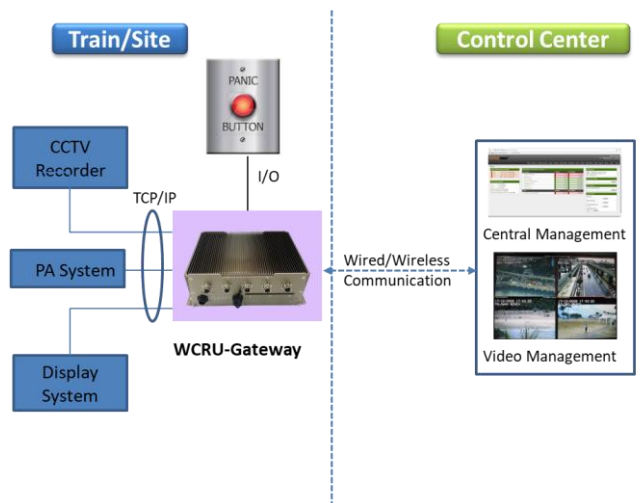 Train/Site
Control Center
PANIC
BUTTON
CCTV
Recorder
I/O
TCP/IP
PA System
Wired/Wireless
Communication
Central Management
WCRU-Gateway
Video Management
Display
System